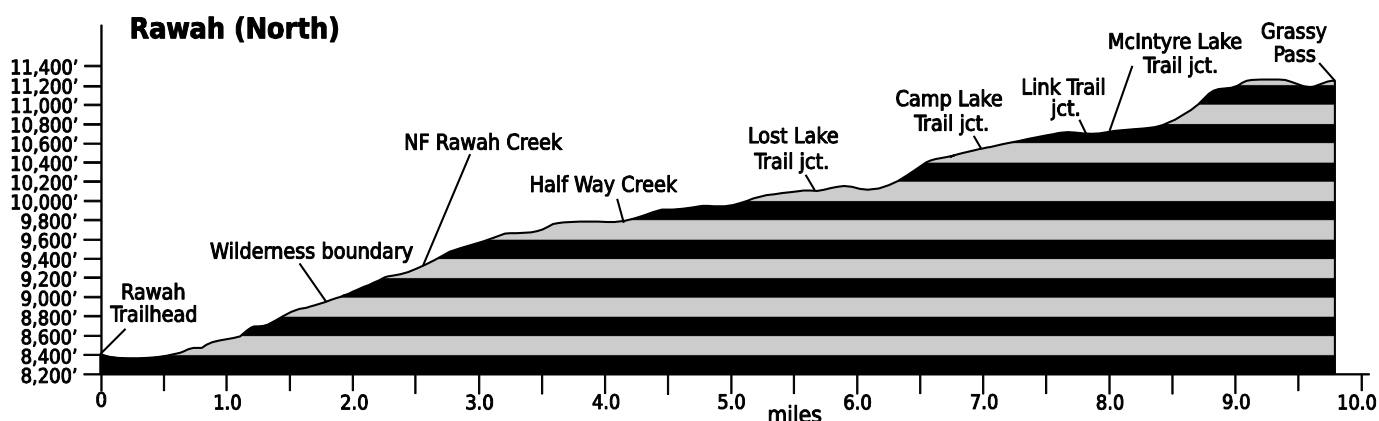 Rawah (North)
Grassy
Pass
McIntyre Lake
Trail jct.
Link Trail
jct.
Camp Lake
Trail jct.
Lost Lake
Trail jct.
NF Rawah Creek
Half Way Creek
Wilderness boundary
Rawah
Trailhead
11,400’
11,200’
11,000’
10,800’
10,600’
10,400’
10,200’
10,000’
9,800’
9,600’
9,400’
9,200’
9,000’
8,800’
8,600’
8,400’
8,200’
0 1.0 2.0 3.0 4.0 5.0 6.0 7.0 8.0 9.0 10.0
miles